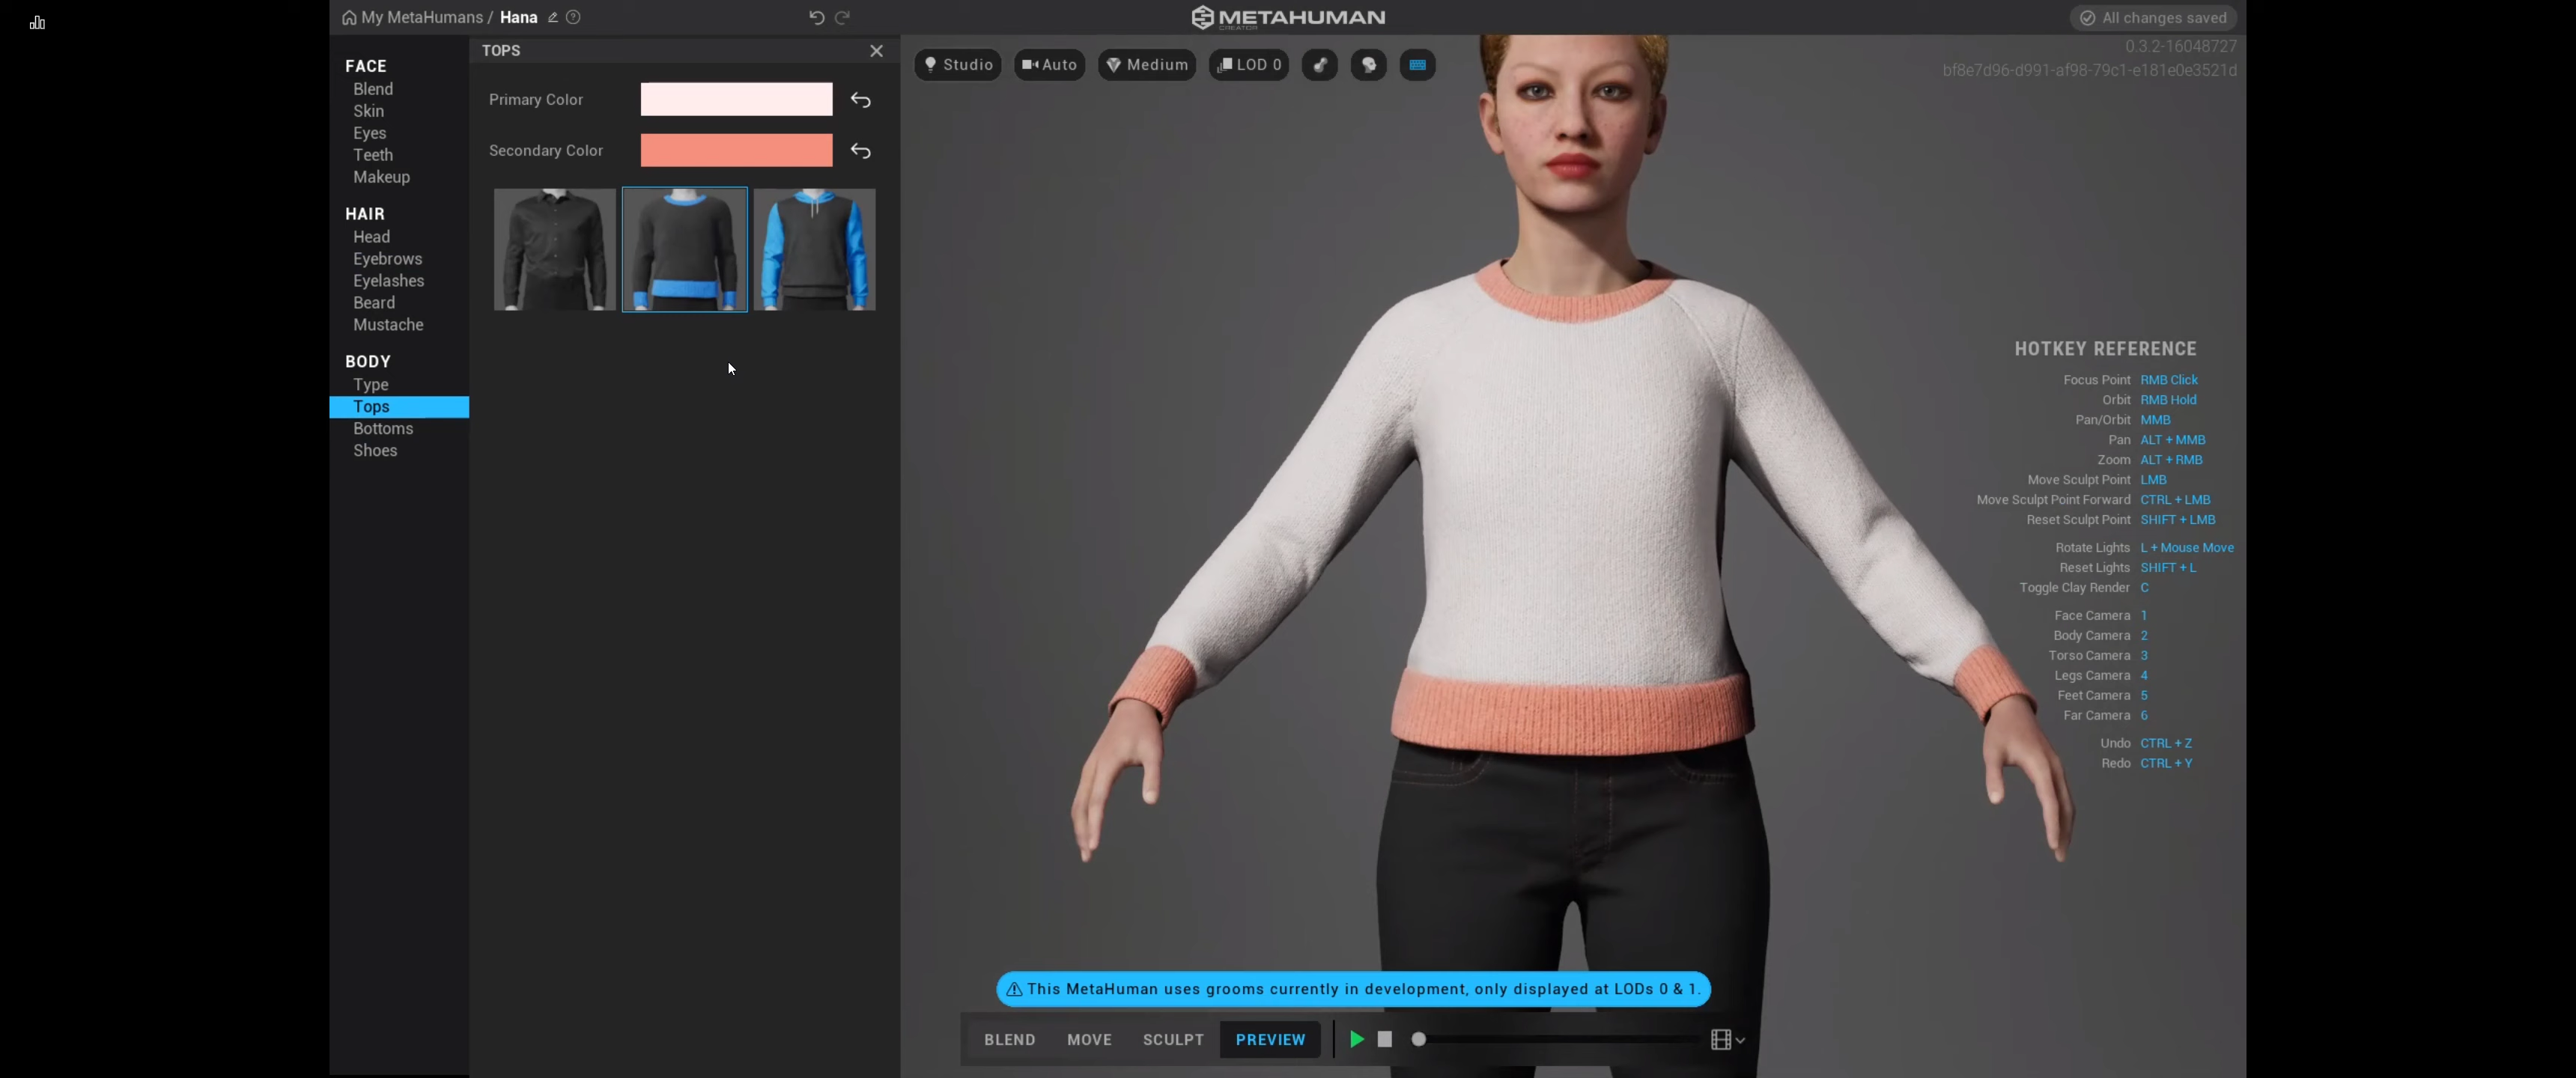 My MetaHumans / Hana
METAHUMAN
CREATOR
All changes saved
0.3.2-16048727
bf8e7d96-d991-af98-79c1-e181e0e3521d
FACE
Blend
Skin
Eyes
Teeth
Makeup
HAIR
Head
Eyebrows
Eyelashes
Beard
Mustache
BODY
Type
Tops
Bottoms
Shoes
TOPS
Primary Color
Secondary Color
Studio
Auto
Medium
LOD 0
HOTKEY REFERENCE
Focus Point RMB Click
Orbit RMB Hold
Pan/Orbit MMB
Pan ALT + MMB
Zoom ALT + RMB
Move Sculpt Point LMB
Move Sculpt Point Forward CTRL + LMB
Reset Sculpt Point SHIFT + LMB
Rotate Lights L + Mouse Move
Reset Lights SHIFT + L
Toggle Clay Render C
Face Camera 1
Body Camera 2
Torso Camera 3
Legs Camera 4
Feet Camera 5
Far Camera 6
Undo CTRL + Z
Redo CTRL + Y
This MetaHuman uses grooms currently in development, only displayed at LODs 0 & 1.
BLEND
MOVE
SCULPT
PREVIEW